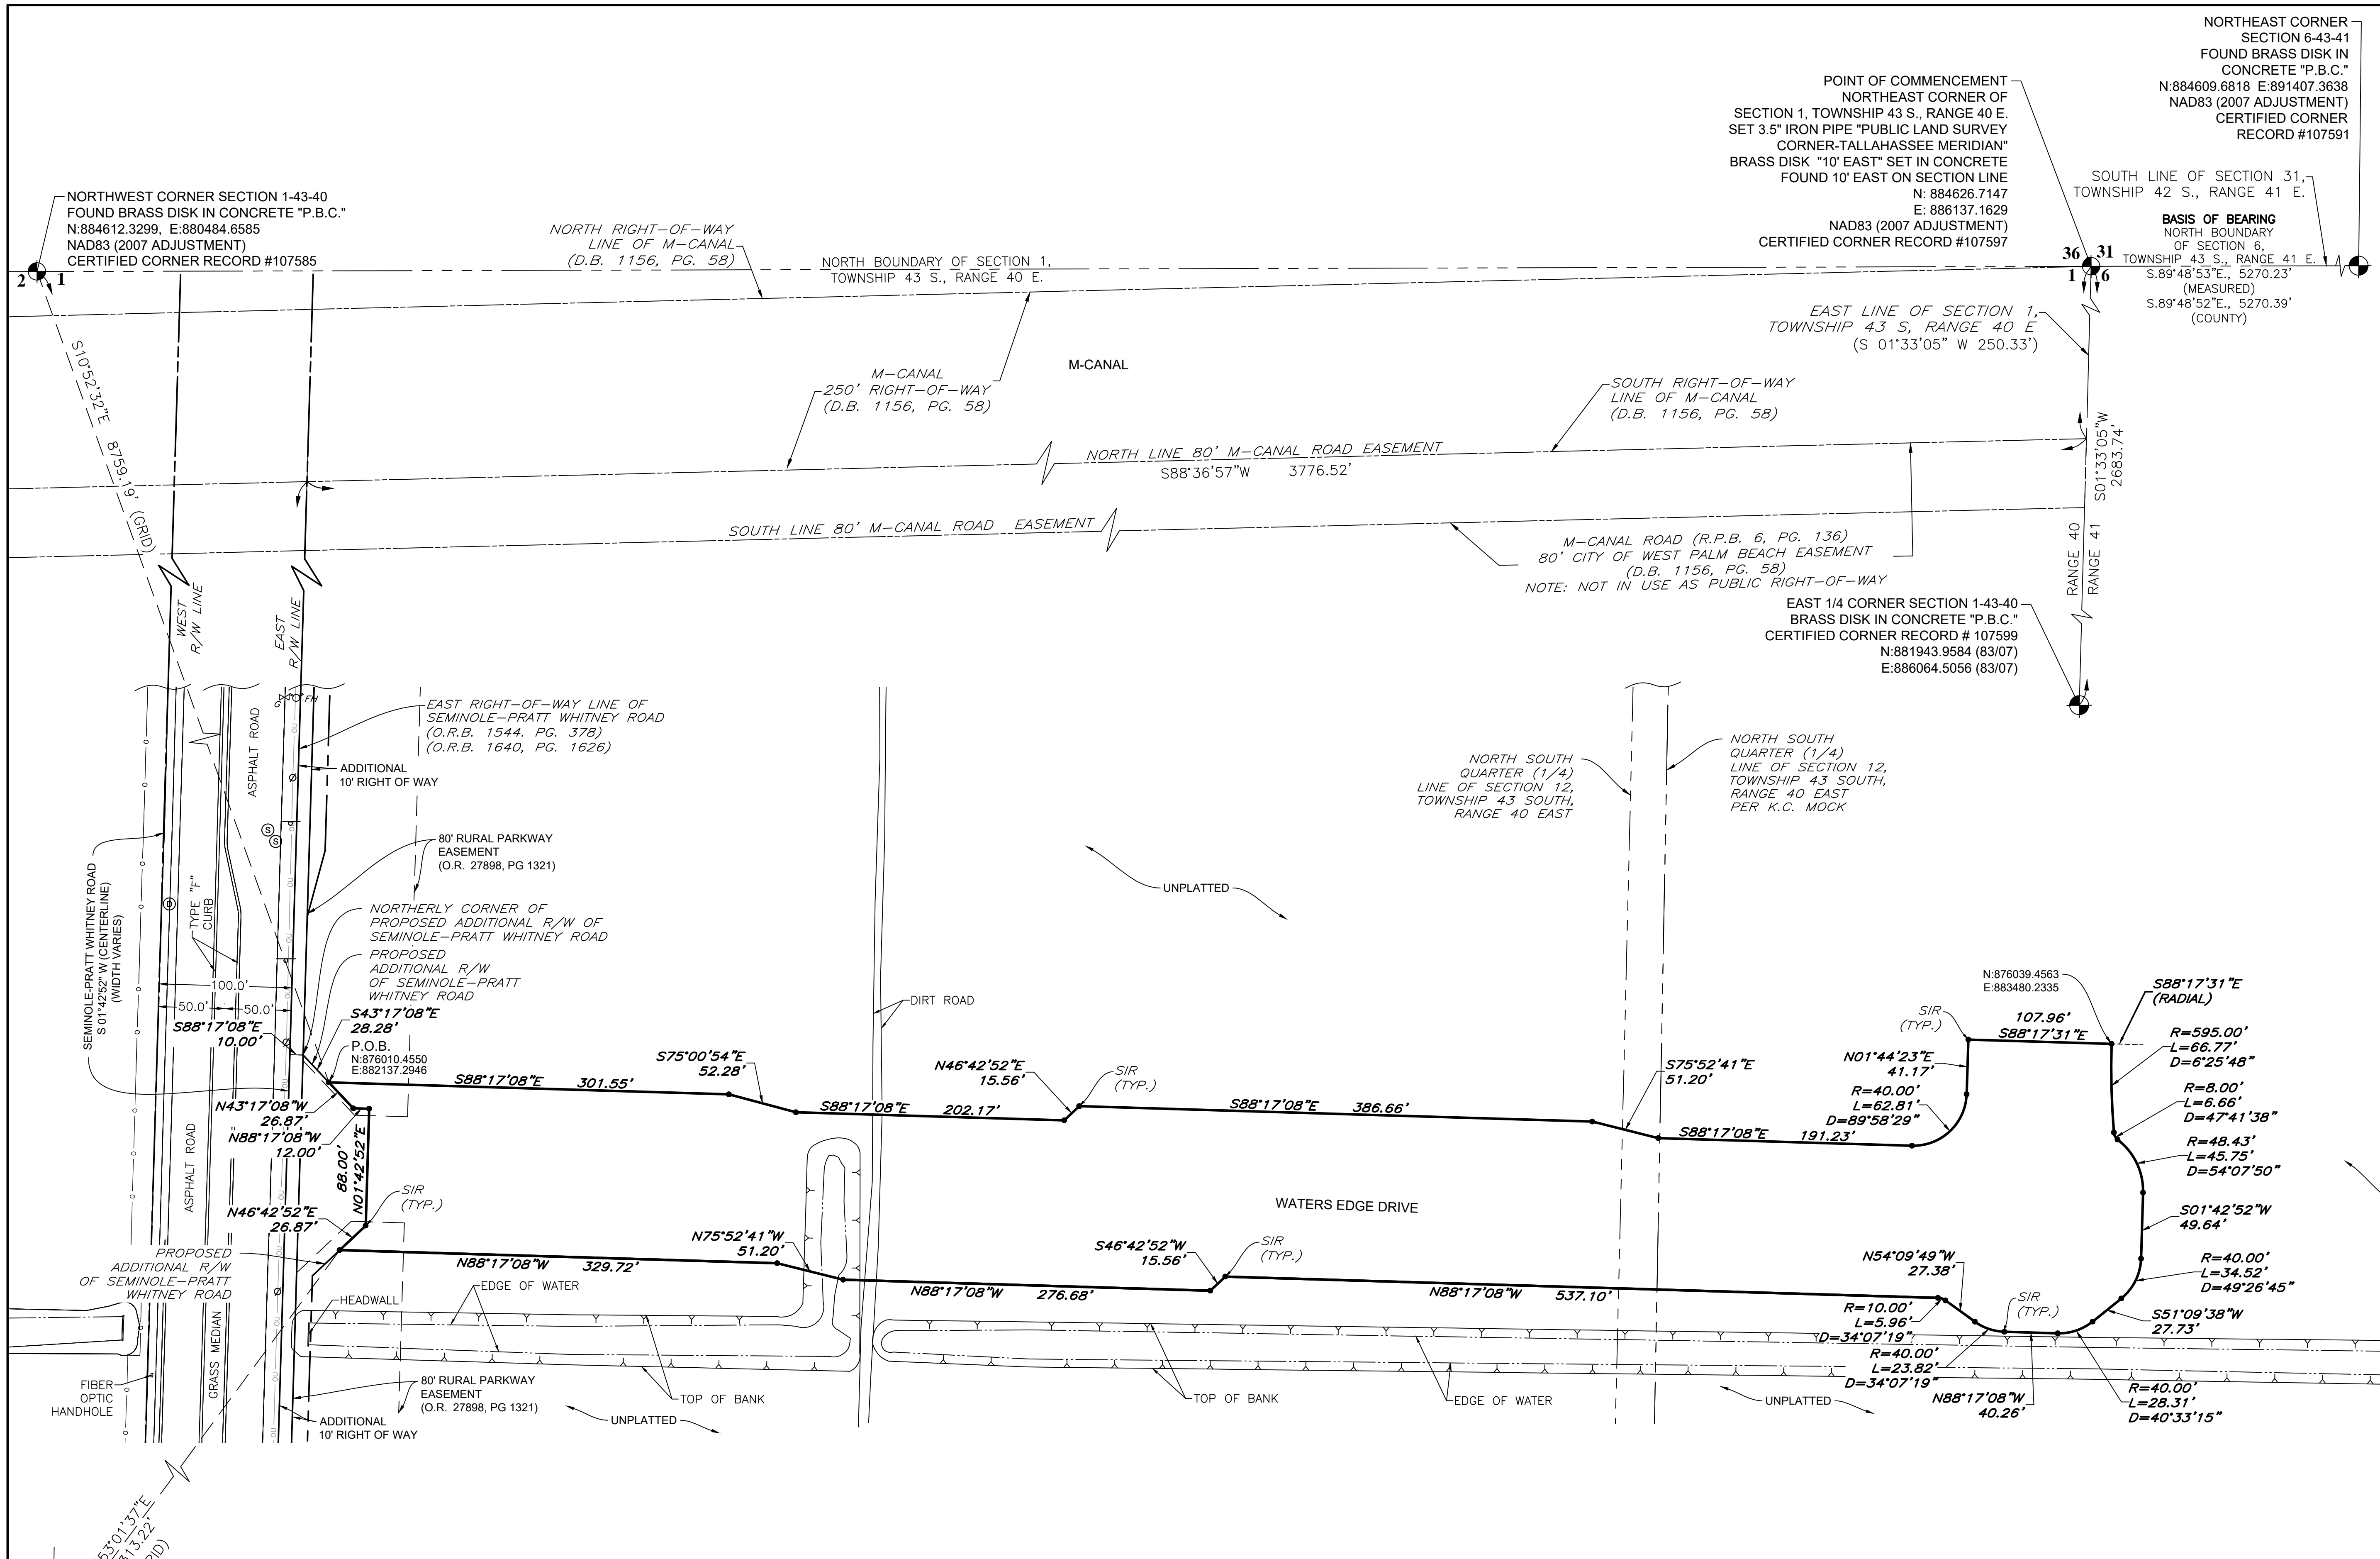 NORTHEAST CORNER
SECTION 6-43-41
FOUND BRASS DISK IN
CONCRETE "P.B.C."
N:884609.6818 E:891407.3638
NAD83 (2007 ADJUSTMENT)
CERTIFIED CORNER
RECORD #107591
POINT OF COMMENCEMENT
NORTHEAST CORNER OF
SECTION 1, TOWNSHIP 43 S., RANGE 40 E.
SET 3.5" IRON PIPE "PUBLIC LAND SURVEY
CORNER-TALLAHASSEE MERIDIAN"
BRASS DISK "10' EAST" SET IN CONCRETE
FOUND 10' EAST ON SECTION LINE
N: 884626.7147
E: 886137.1629
NAD83 (2007 ADJUSTMENT)
CERTIFIED CORNER RECORD #107597
SOUTH LINE OF SECTION 31,
TOWNSHIP 42 S., RANGE 41 E.
BASIS OF BEARING
NORTH BOUNDARY
OF SECTION 6,
TOWNSHIP 43 S., RANGE 41 E.
S.89°48'53"E., 5270.23'
(MEASURED)
S.89°48'52"E., 5270.39'
(COUNTY)
36 31
1 6
NORTHWEST CORNER SECTION 1-43-40
FOUND BRASS DISK IN CONCRETE "P.B.C."
N:884612.3299, E:880484.6585
NAD83 (2007 ADJUSTMENT)
CERTIFIED CORNER RECORD #107585
2 1
NORTH RIGHT-OF-WAY
LINE OF M-CANAL
(D.B. 1156, PG. 58)
NORTH BOUNDARY OF SECTION 1,
TOWNSHIP 43 S., RANGE 40 E.
EAST LINE OF SECTION 1,
TOWNSHIP 43 S, RANGE 40 E
(S 01°33'05" W 250.33')
M-CANAL
250' RIGHT-OF-WAY
(D.B. 1156, PG. 58)
M-CANAL
SOUTH RIGHT-OF-WAY
LINE OF M-CANAL
(D.B. 1156, PG. 58)
S10°52'32"E 8759.19' (GRID)
NORTH LINE 80' M-CANAL ROAD EASEMENT
S88°36'57"W 3776.52'
S01°33'05"W
2683.74'
SOUTH LINE 80' M-CANAL ROAD EASEMENT
M-CANAL ROAD (R.P.B. 6, PG. 136)
80' CITY OF WEST PALM BEACH EASEMENT
(D.B. 1156, PG. 58)
NOTE: NOT IN USE AS PUBLIC RIGHT-OF-WAY
RANGE 40
RANGE 41
EAST 1/4 CORNER SECTION 1-43-40
BRASS DISK IN CONCRETE "P.B.C."
CERTIFIED CORNER RECORD # 107599
N:881943.9584 (83/07)
E:886064.5056 (83/07)
WEST
R/W LINE
EAST
R/W LINE
FH
EAST RIGHT-OF-WAY LINE OF
SEMINOLE-PRATT WHITNEY ROAD
(O.R.B. 1544. PG. 378)
(O.R.B. 1640, PG. 1626)
ASPHALT ROAD
ADDITIONAL
10' RIGHT OF WAY
NORTH SOUTH
QUARTER (1/4)
LINE OF SECTION 12,
TOWNSHIP 43 SOUTH,
RANGE 40 EAST
NORTH SOUTH
QUARTER (1/4)
LINE OF SECTION 12,
TOWNSHIP 43 SOUTH,
RANGE 40 EAST
PER K.C. MOCK
S
S
D
80' RURAL PARKWAY
EASEMENT
(O.R. 27898, PG 1321)
UNPLATTED
SEMINOLE-PRATT WHITNEY ROAD
S 01°42'52" W (CENTERLINE)
(WIDTH VARIES)
TYPE "F"
CURB
NORTHERLY CORNER OF
PROPOSED ADDITIONAL R/W OF
SEMINOLE-PRATT WHITNEY ROAD
PROPOSED
ADDITIONAL R/W
OF SEMINOLE-PRATT
WHITNEY ROAD
100.0'
50.0' 50.0'
S88°17'08"E
10.00'
S43°17'08"E
28.28'
P.O.B.
N:876010.4550
E:882137.2946
DIRT ROAD
N:876039.4563
E:883480.2335
S88°17'31"E
(RADIAL)
SIR
(TYP.)
107.96'
S88°17'31"E
R=595.00'
L=66.77'
D=6°25'48"
N01°44'23"E
41.17'
R=40.00'
L=62.81'
D=89°58'29"
R=8.00'
L=6.66'
D=47°41'38"
S88°17'08"E 301.55'
S75°00'54"E
52.28'
S88°17'08"E 202.17'
N46°42'52"E
15.56'
SIR
(TYP.)
S88°17'08"E 386.66'
S75°52'41"E
51.20'
S88°17'08"E 191.23'
N43°17'08"W
26.87'
N88°17'08"W
12.00'
88.00'
N01°42'52"E
R=48.43'
L=45.75'
D=54°07'50"
ASPHALT ROAD
N46°42'52"E
26.87'
SIR
(TYP.)
WATERS EDGE DRIVE
S01°42'52"W
49.64'
PROPOSED
ADDITIONAL R/W
OF SEMINOLE-PRATT
WHITNEY ROAD
N88°17'08"W 329.72'
N75°52'41"W
51.20'
N88°17'08"W 276.68'
S46°42'52"W
15.56'
SIR
(TYP.)
N88°17'08"W 537.10'
N54°09'49"W
27.38'
R=40.00'
L=34.52'
D=49°26'45"
HEADWALL
EDGE OF WATER
R=10.00'
L=5.96'
D=34°07'19"
SIR
(TYP.)
S51°09'38"W
27.73'
R=40.00'
L=23.82'
D=34°07'19"
GRASS MEDIAN
FIBER
OPTIC
HANDHOLE
80' RURAL PARKWAY
EASEMENT
(O.R. 27898, PG 1321)
ADDITIONAL
10' RIGHT OF WAY
UNPLATTED
TOP OF BANK
TOP OF BANK
EDGE OF WATER
UNPLATTED
N88°17'08"W
40.26'
R=40.00'
L=28.31'
D=40°33'15"
53°01'37"E
313.22'